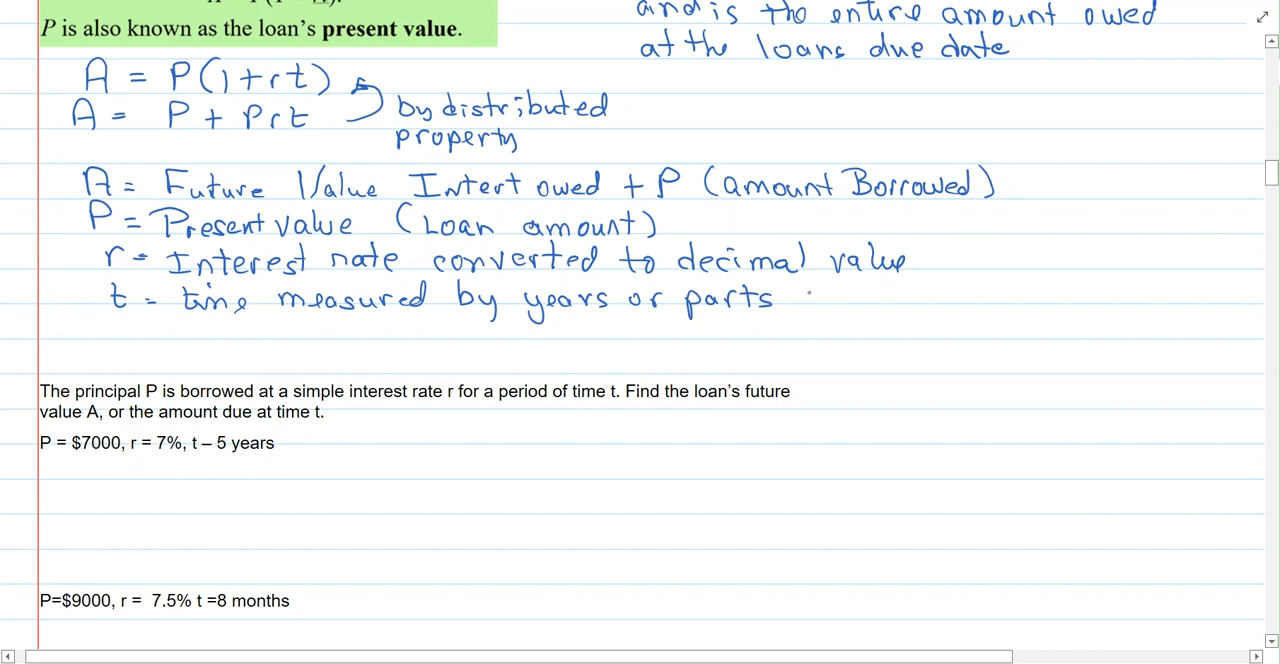 P is also known as the loan's present value.
and is the entire amount owed
at the loans due date
A = P(1+rt)
A = P + Prt
by distributed
property
A = Future Value Intert owed + P (amount Borrowed)
P = Present value (Loan amount)
r = Interest rate converted to decimal value
t = time measured by years or parts
The principal P is borrowed at a simple interest rate r for a period of time t. Find the loan's future
value A, or the amount due at time t.
P = $7000, r = 7%, t – 5 years
P=$9000, r =  7.5% t =8 months